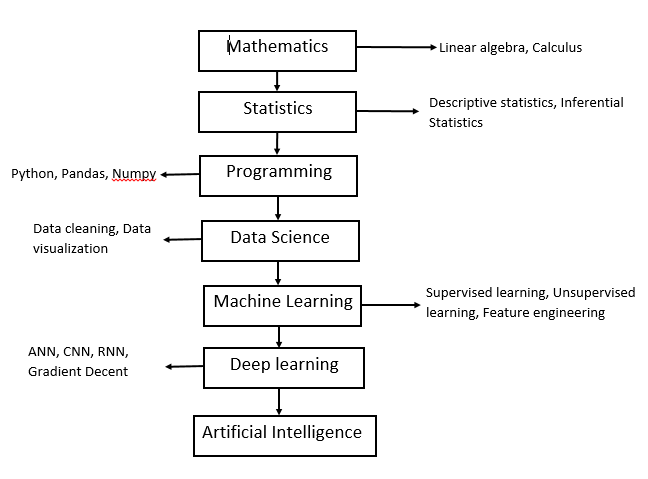 Mathematics
Linear algebra, Calculus
Statistics
Descriptive statistics, Inferential
Statistics
Programming
Python, Pandas, Numpy
Data Science
Data cleaning, Data
visualization
Machine Learning
Supervised learning, Unsupervised
learning, Feature engineering
Deep learning
ANN, CNN, RNN,
Gradient Decent
Artificial Intelligence